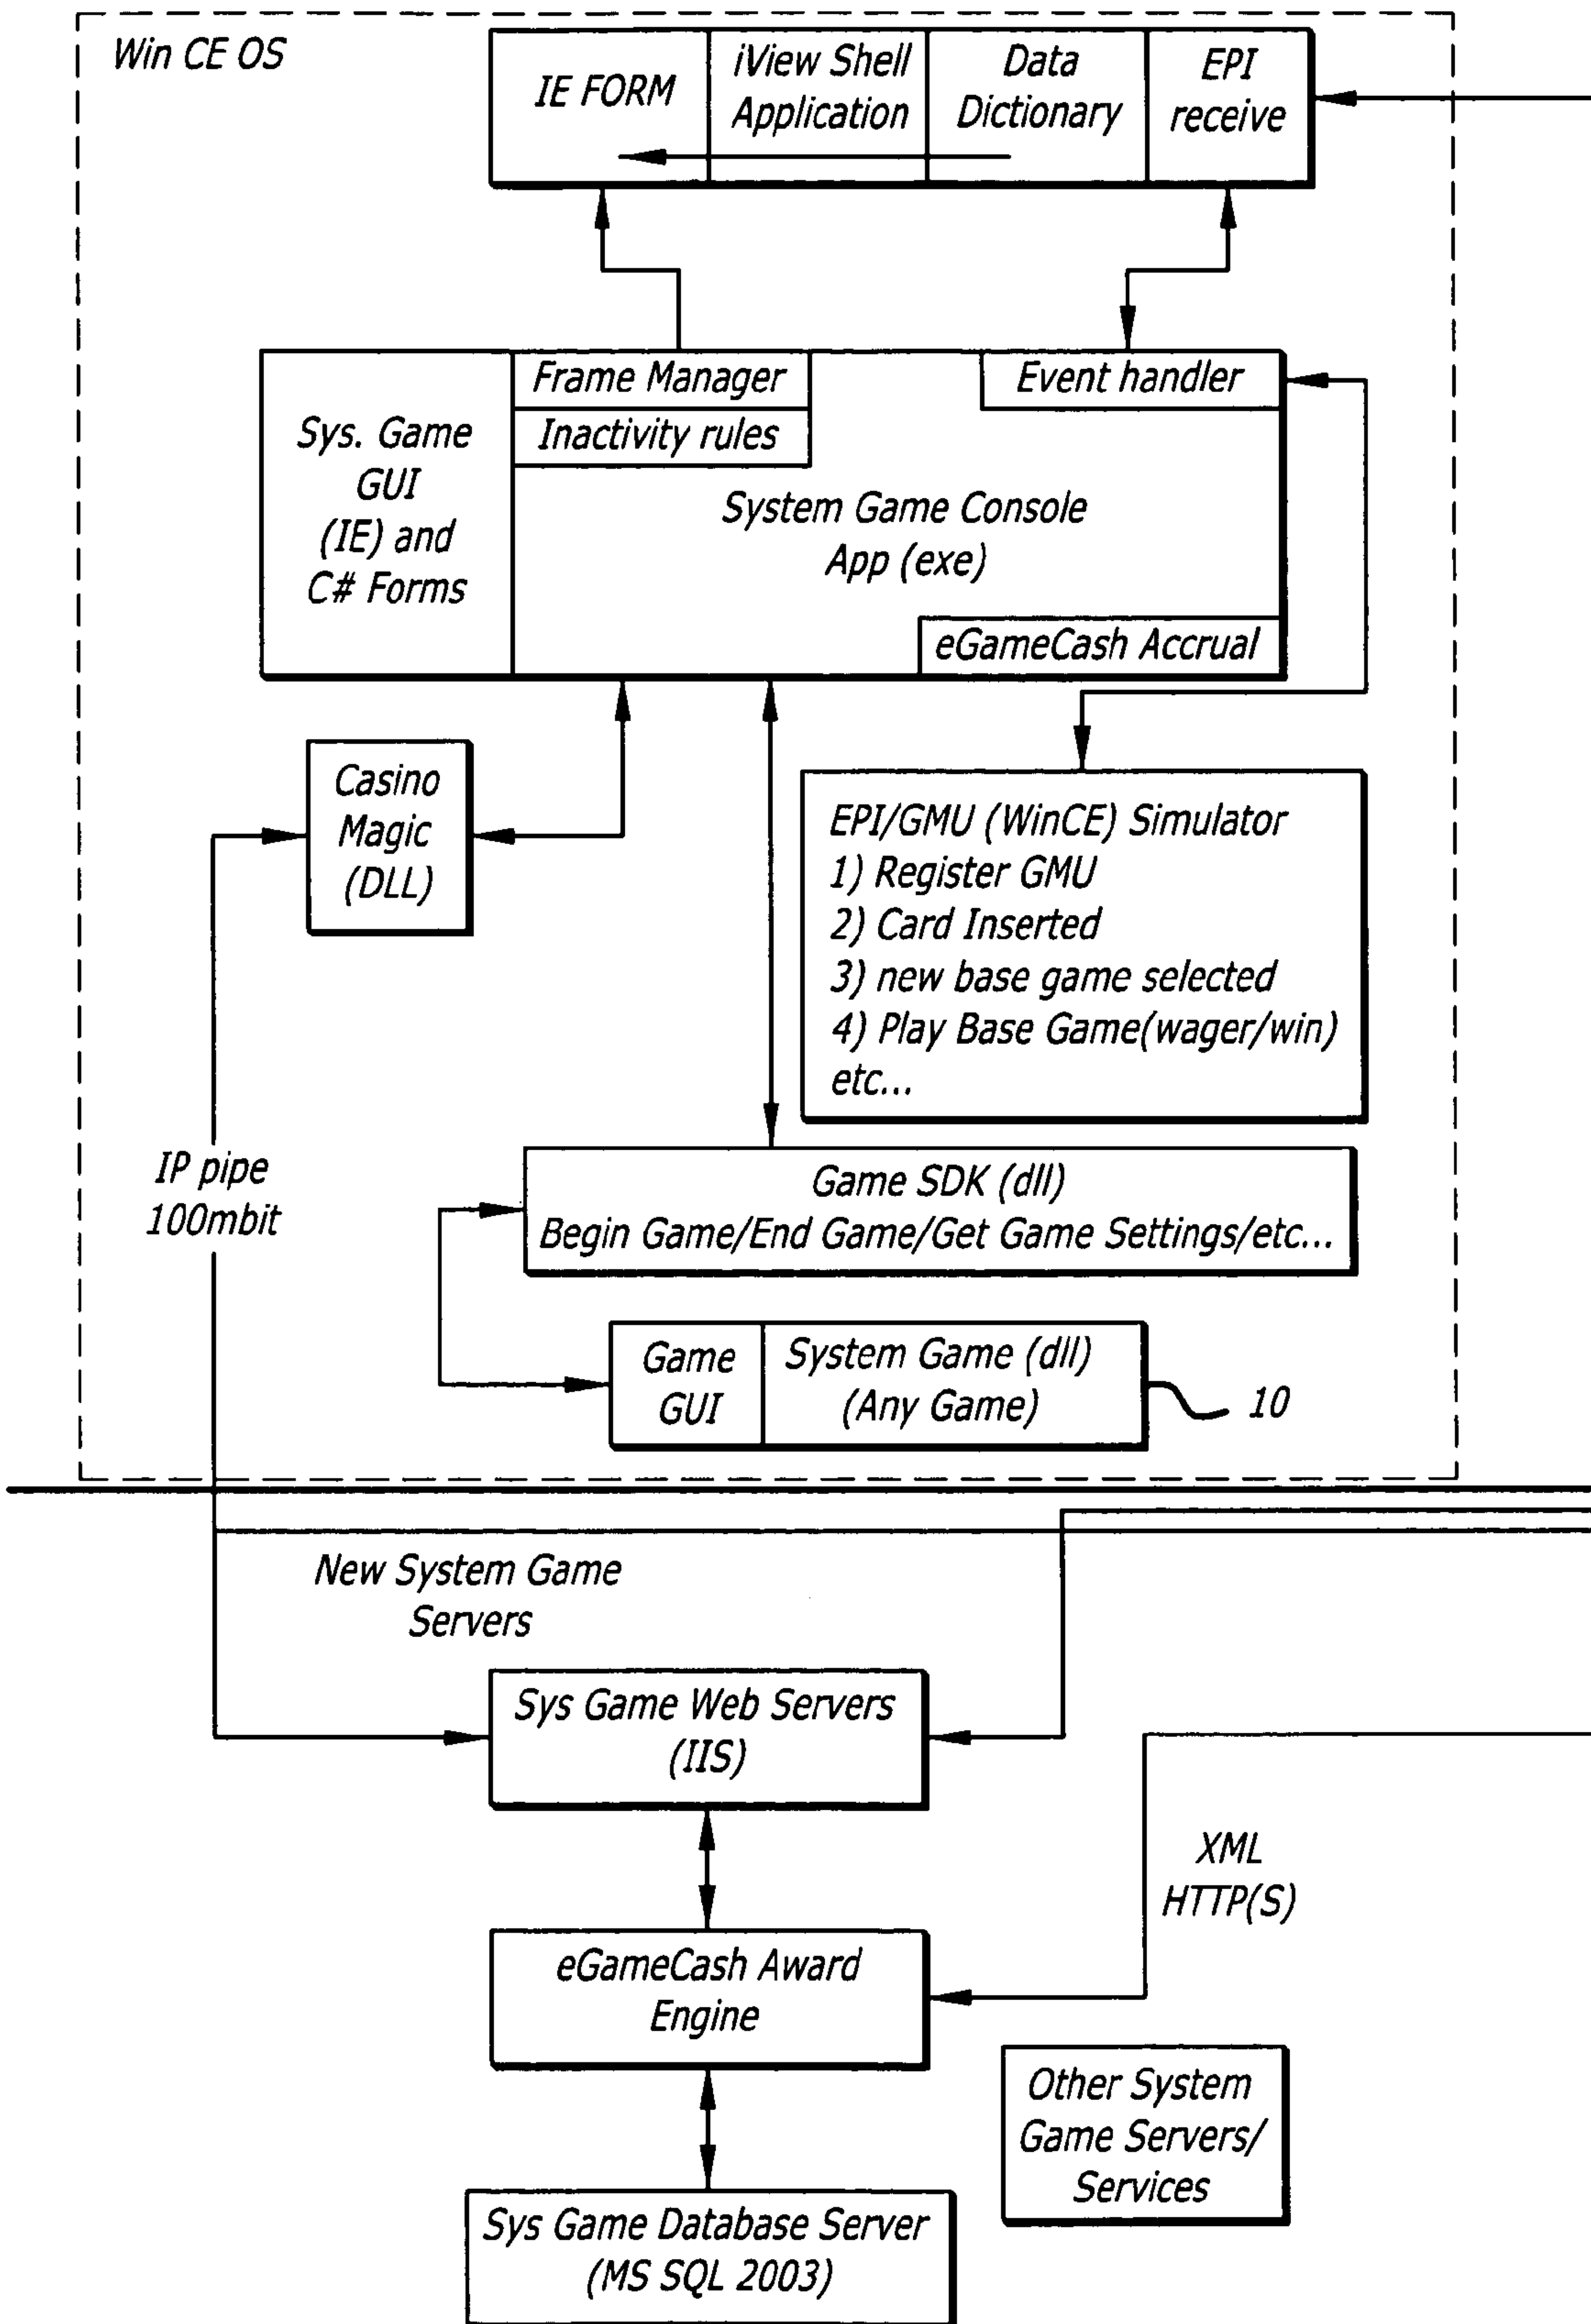 Win CE OS
IE FORM
iView Shell
Application
Data
Dictionary
EPI
receive
Frame Manager
Inactivity rules
Event handler
Sys. Game
GUI
(IE) and
C# Forms
System Game Console
App (exe)
eGameCash Accrual
Casino
Magic
(DLL)
EPI/GMU (WinCE) Simulator
1) Register GMU
2) Card Inserted
3) new base game selected
4) Play Base Game(wager/win)
etc...
IP pipe
100mbit
Game SDK (dll)
Begin Game/End Game/Get Game Settings/etc...
Game
GUI
System Game (dll)
(Any Game)
10
New System Game
Servers
Sys Game Web Servers
(IIS)
XML
HTTP(S)
eGameCash Award
Engine
Other System
Game Servers/
Services
Sys Game Database Server
(MS SQL 2003)